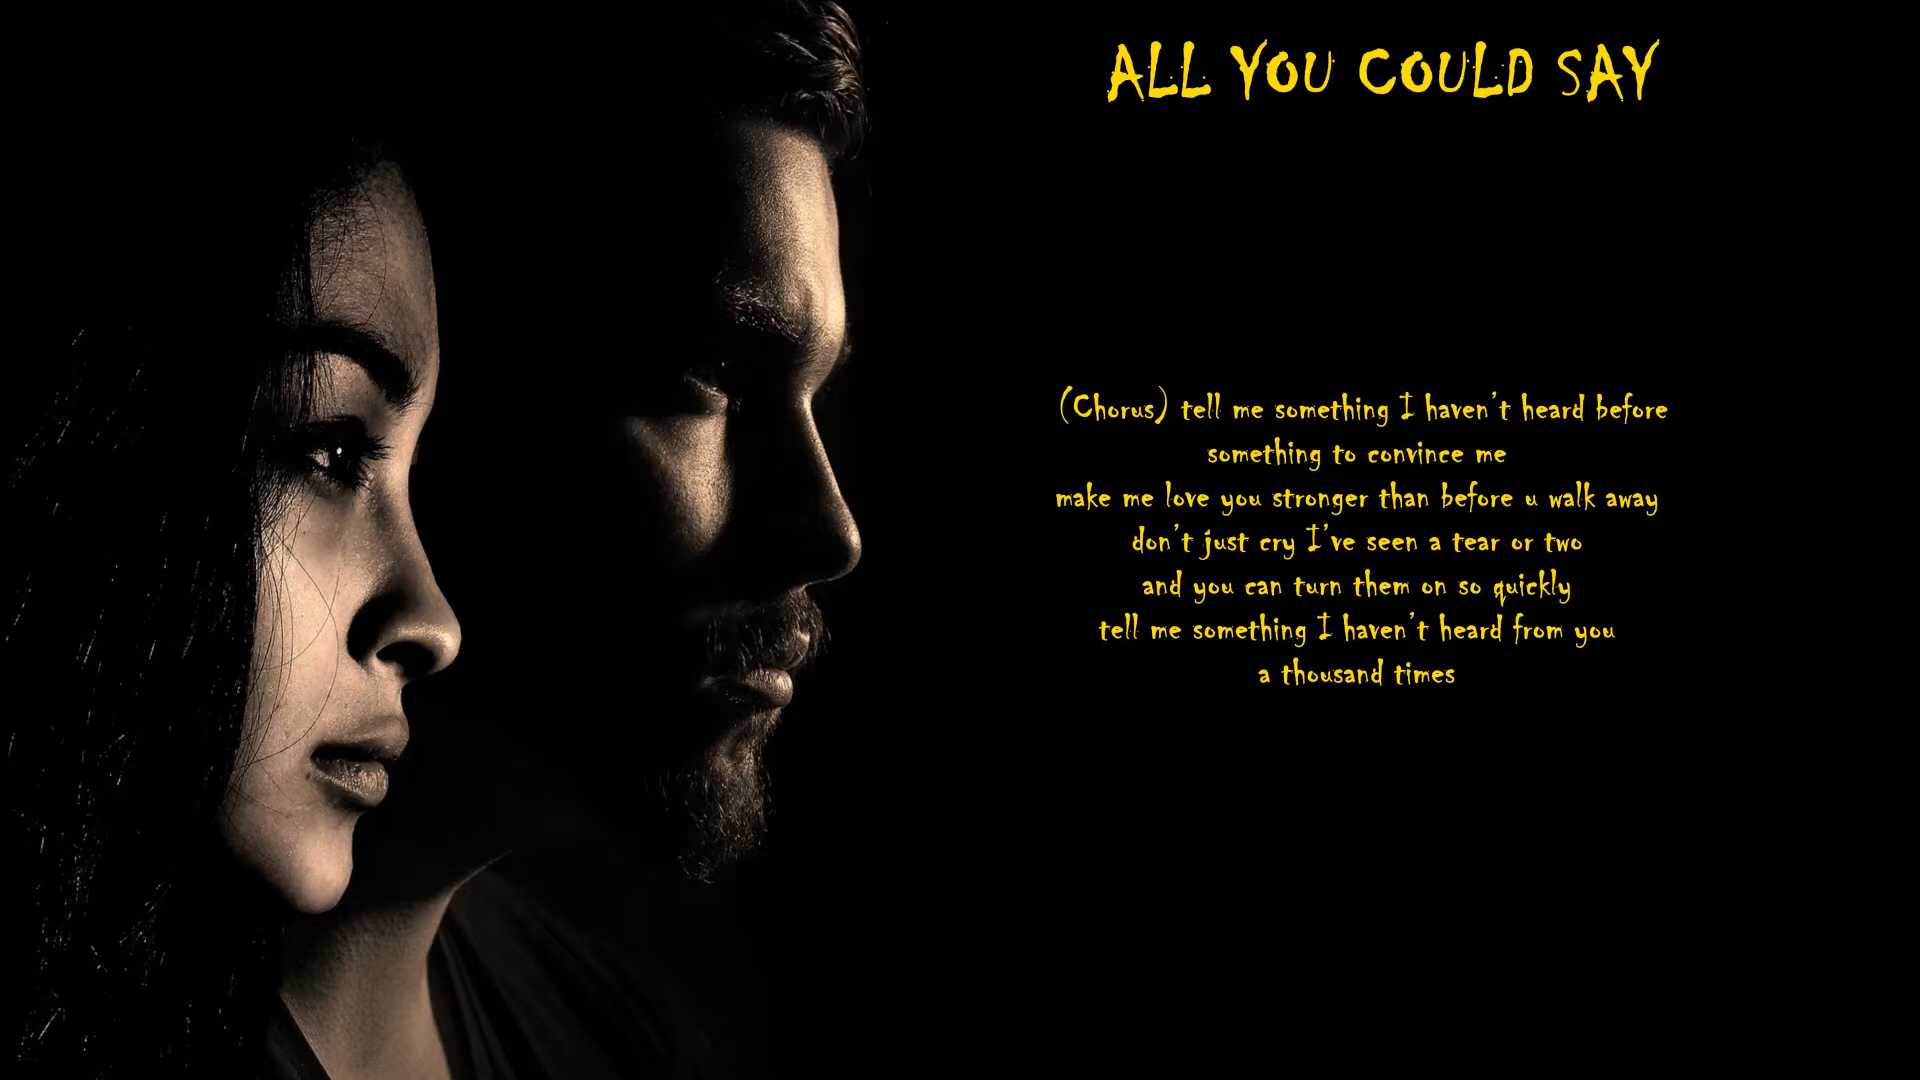 ALL YOU COULD SAY
(Chorus) tell me something I haven't heard before
something to convince me
make me love you stronger than before u walk away
don't just cry I've seen a tear or two
and you can turn them on so quickly
tell me something I haven't heard from you
a thousand times